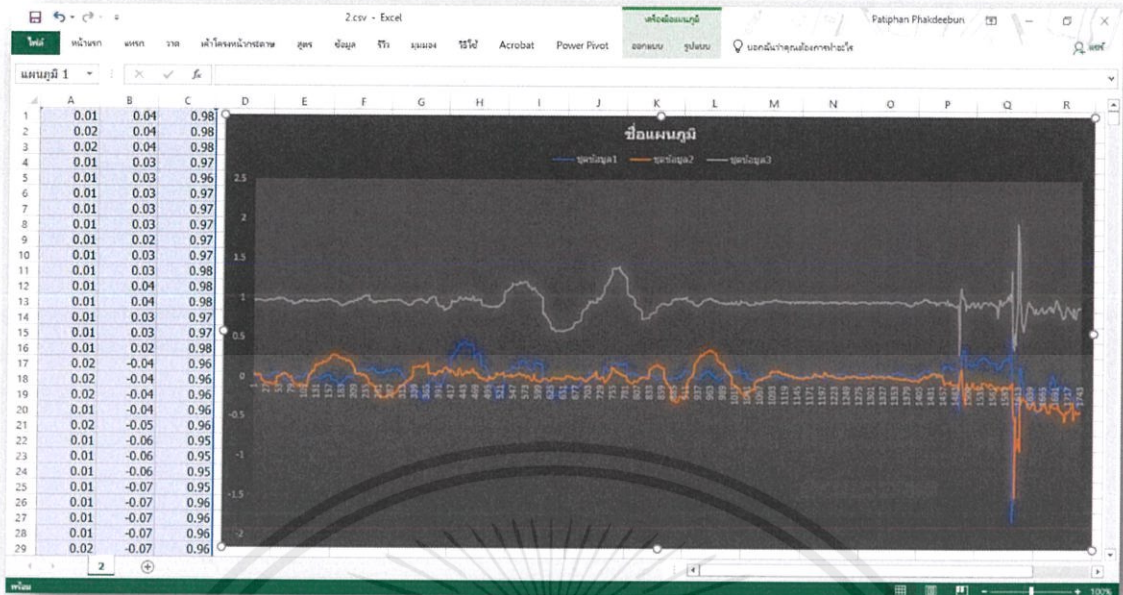 2.csv - Excel
เครื่องมือแผนภูมิ
Patiphan Phakdeebun
ไฟล์ หน้าแรก แทรก วาด เค้าโครงหน้ากระดาษ สูตร ข้อมูล รีวิว มุมมอง วิธีใช้ Acrobat Power Pivot ออกแบบ รูปแบบ บอกฉันว่าคุณต้องการทำอะไร แชร์
แผนภูมิ 1
fx
A B C D E F G H I J K L M N O P Q R
1 0.01 0.04 0.98
2 0.02 0.04 0.98
3 0.02 0.04 0.98
4 0.01 0.03 0.97
5 0.01 0.03 0.96
6 0.01 0.03 0.97
7 0.01 0.03 0.97
8 0.01 0.03 0.97
9 0.01 0.02 0.97
10 0.01 0.03 0.97
11 0.01 0.03 0.98
12 0.01 0.04 0.98
13 0.01 0.04 0.98
14 0.01 0.03 0.97
15 0.01 0.03 0.97
16 0.01 0.02 0.98
17 0.02 -0.04 0.96
18 0.02 -0.04 0.96
19 0.02 -0.04 0.96
20 0.01 -0.04 0.96
21 0.02 -0.05 0.96
22 0.01 -0.06 0.95
23 0.01 -0.06 0.95
24 0.01 -0.06 0.95
25 0.01 -0.07 0.95
26 0.01 -0.07 0.96
27 0.01 -0.07 0.96
28 0.01 -0.07 0.96
29 0.02 -0.07 0.96
ชื่อแผนภูมิ
ชุดข้อมูล1 ชุดข้อมูล2 ชุดข้อมูล3
2.5
2
1.5
1
0.5
0
-0.5
-1
-1.5
-2
2
พร้อม
100%